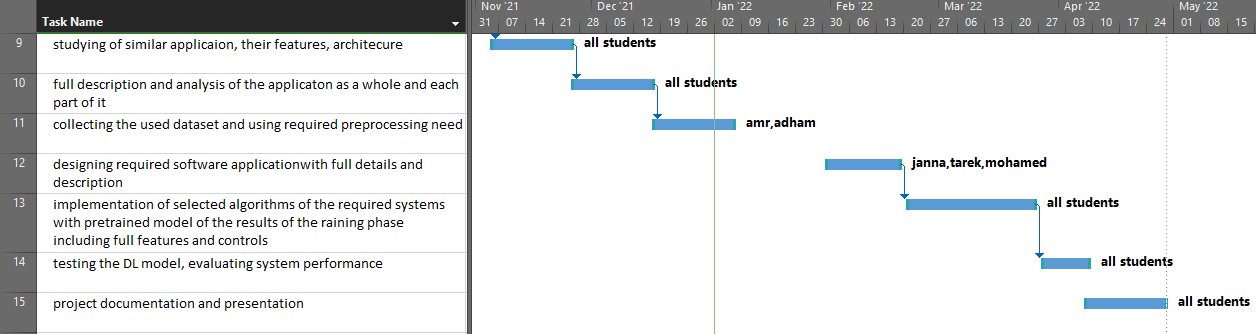 Nov '21 Dec '21 Jan '22 Feb '22 Mar '22 Apr '22 May '22
Task Name 31 07 14 21 28 05 12 19 26 02 09 16 23 30 06 13 20 27 06 13 20 27 03 10 17 24 01 08 15
9 studying of similar applicaion, their features, architecure all students
10 full description and analysis of the applicaton as a whole and each all students
part of it
11 collecting the used dataset and using required preprocessing need amr,adham
12 designing required software applicationwith full details and janna,tarek,mohamed
description
13 implementation of selected algorithms of the required systems all students
with pretrained model of the results of the raining phase
including full features and controls
14 testing the DL model, evaluating system performance all students
15 project documentation and presentation all students